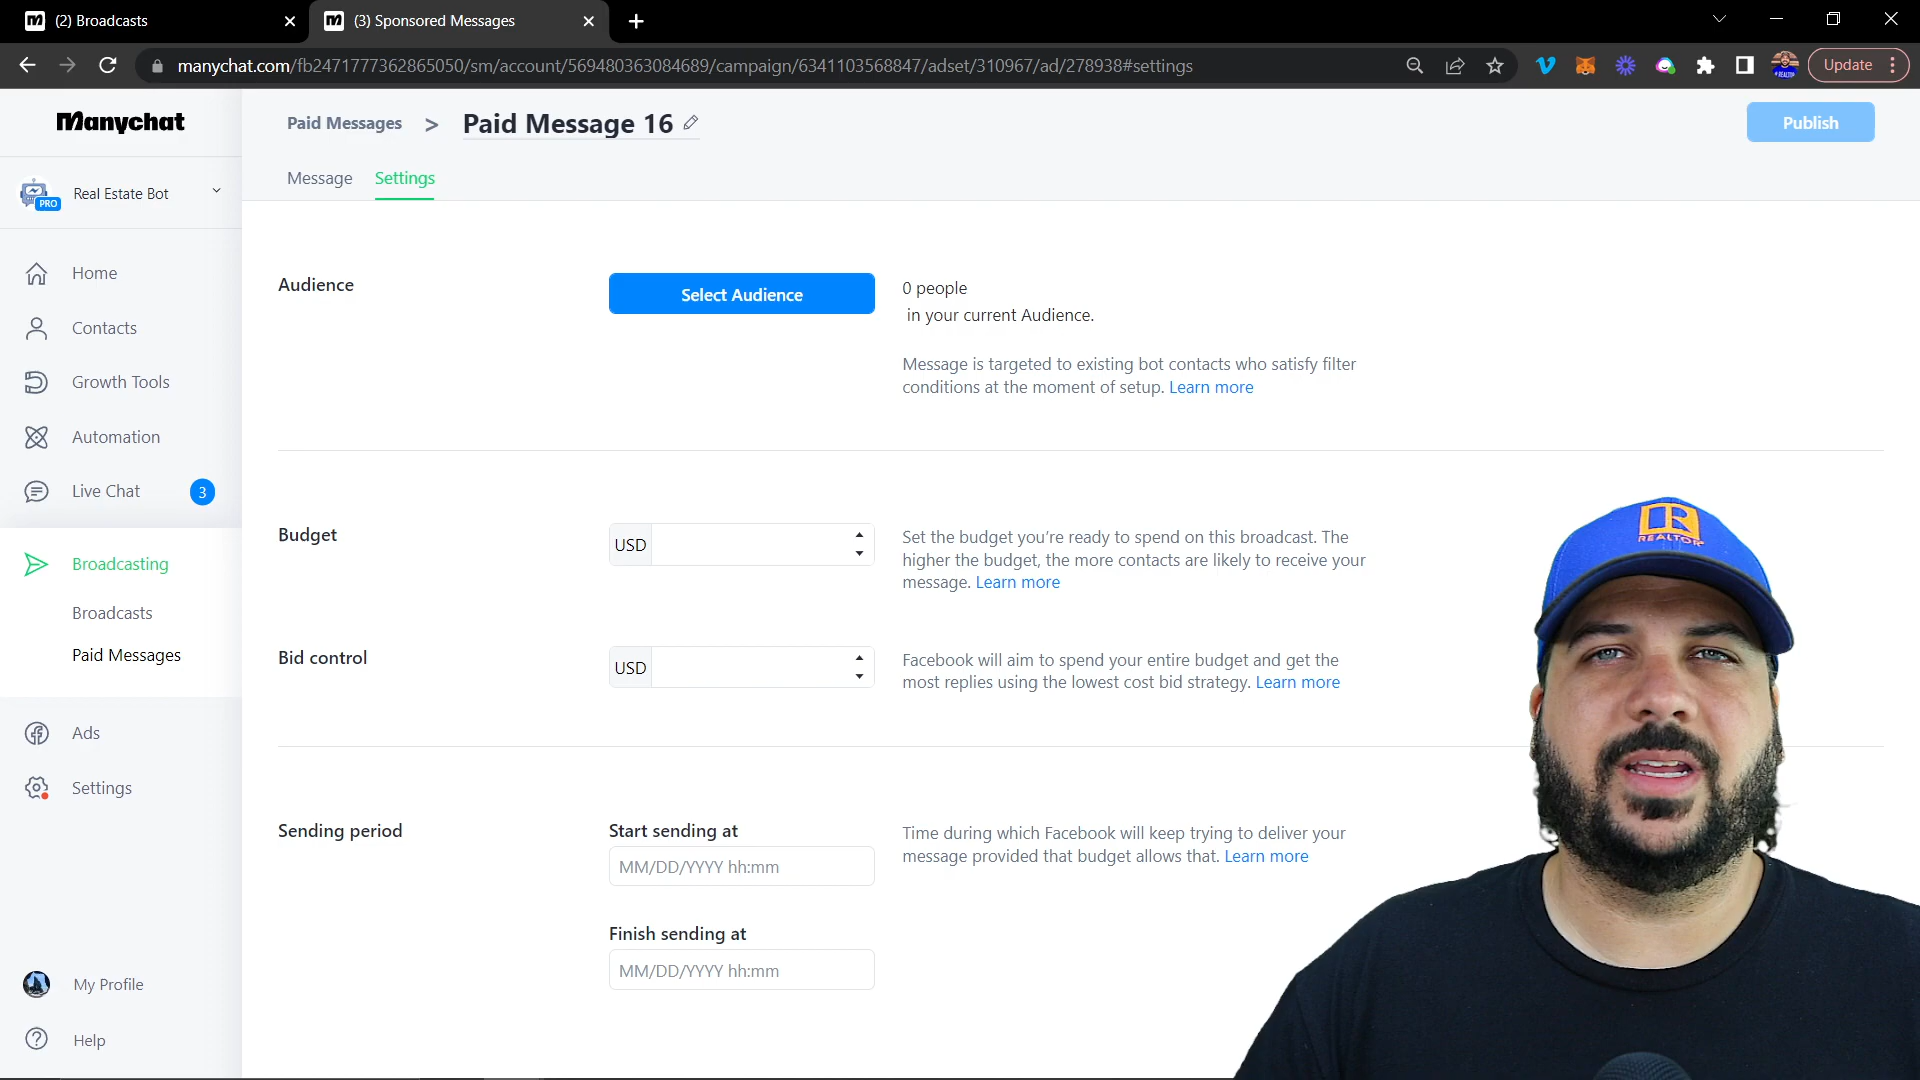 (2) Broadcasts
(3) Sponsored Messages
manychat.com/fb2471777362865050/sm/account/569480363084689/campaign/6341103568847/adset/310967/ad/278938#settings
Update
Manychat
Paid Messages > Paid Message 16
Publish
Real Estate Bot
PRO
Message
Settings
Home
Contacts
Growth Tools
Automation
Live Chat
3
Broadcasting
Broadcasts
Paid Messages
Ads
Settings
My Profile
Help
Audience
Select Audience
0 people
in your current Audience.
Message is targeted to existing bot contacts who satisfy filter
conditions at the moment of setup. Learn more
Budget
USD
Set the budget you’re ready to spend on this broadcast. The
higher the budget, the more contacts are likely to receive your
message. Learn more
Bid control
USD
Facebook will aim to spend your entire budget and get the
most replies using the lowest cost bid strategy. Learn more
Sending period
Start sending at
MM/DD/YYYY hh:mm
Time during which Facebook will keep trying to deliver your
message provided that budget allows that. Learn more
Finish sending at
MM/DD/YYYY hh:mm
R
REALTOR